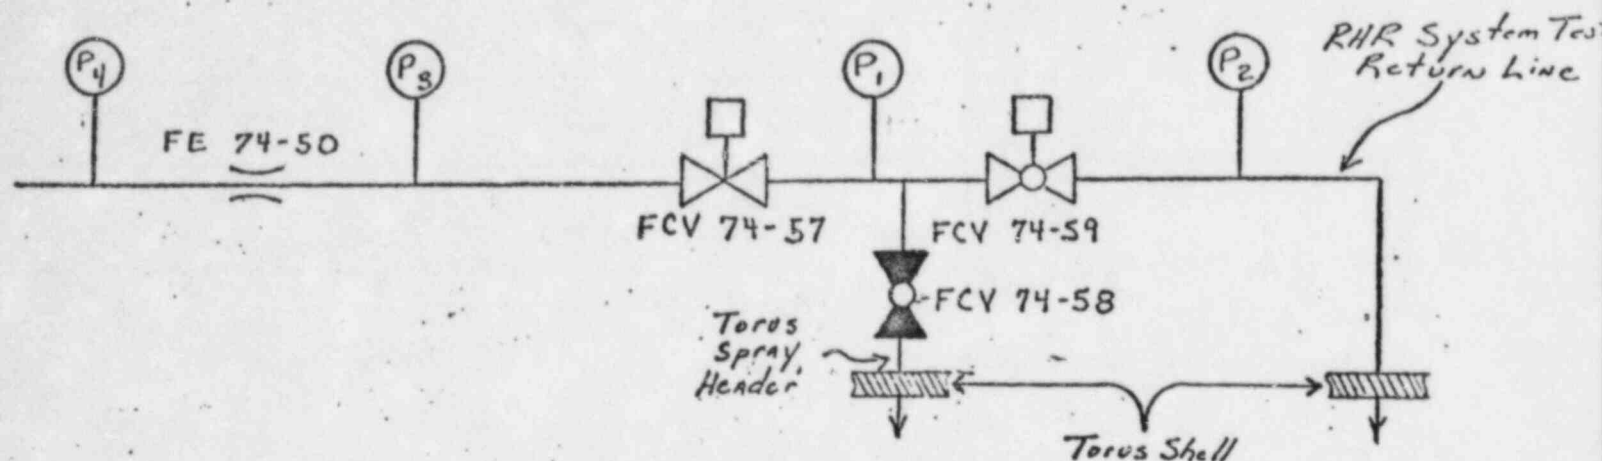 P4
P3
P1
P2
RHR System Tes
Return Line
FE 74-50
FCV 74-57
FCV 74-59
FCV 74-58
Torus
Spray
Header
Torus Shell